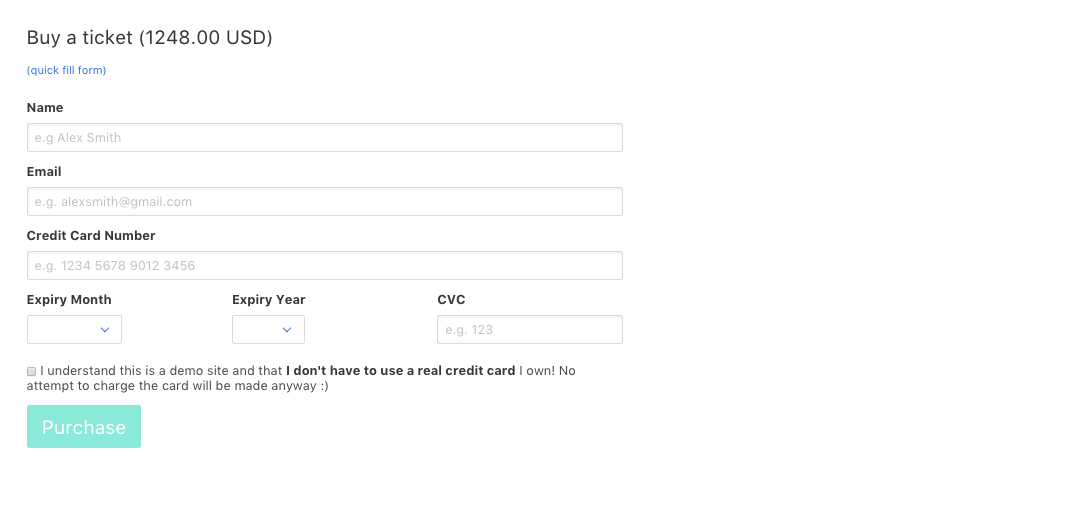 Buy a ticket (1248.00 USD)
(quick fill form)
Name
e.g Alex Smith
Email
e.g. alexsmith@gmail.com
Credit Card Number
e.g. 1234 5678 9012 3456
Expiry Month Expiry Year CVC
e.g. 123
I understand this is a demo site and that I don't have to use a real credit card I own! No
attempt to charge the card will be made anyway :)
Purchase